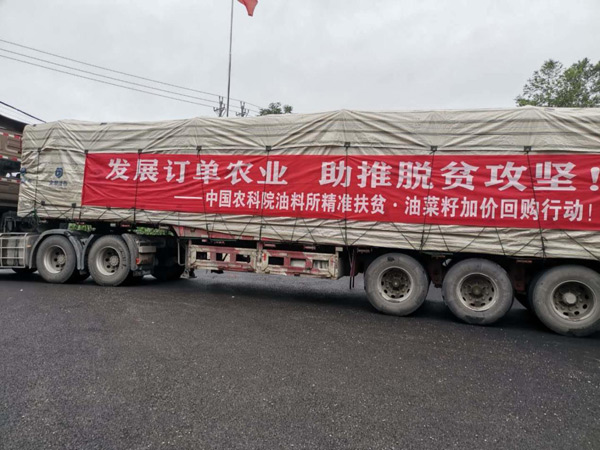 发展订单农业 助推脱贫攻坚!
——中国农科院油料所精准扶贫·油菜籽加价回购行动!